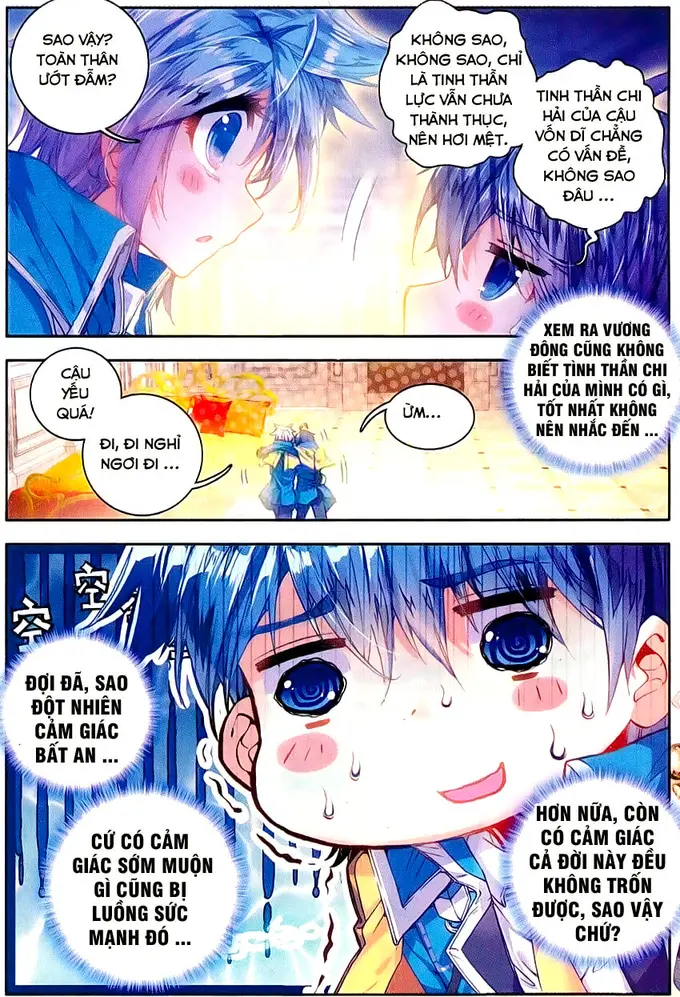 SAO VẬY?
TOÀN THÂN
ƯỚT ĐẪM?
KHÔNG SAO,
KHÔNG SAO, CHỈ
LÀ TINH THẦN
LỰC VẪN CHƯA
THÀNH THỤC,
NÊN HƠI MỆT.
TINH THẦN CHI
HẢI CỦA CẬU
VỐN DĨ CHẲNG
CÓ VẤN ĐỀ,
KHÔNG SAO
ĐÂU ...
XEM RA VƯƠNG
ĐÔNG CŨNG KHÔNG
BIẾT TÌNH THẦN CHI
HẢI CỦA MÌNH CÓ GÌ,
TỐT NHẤT KHÔNG
NÊN NHẮC ĐẾN ...
CẬU
YẾU
QUÁ!
ĐI, ĐI NGHỈ
NGƠI ĐI ...
ỪM...
空空
ĐỢI ĐÃ, SAO
ĐỘT NHIÊN
CẢM GIÁC
BẤT AN ...
CỨ CÓ CẢM
GIÁC SỚM MUỘN
GÌ CŨNG BỊ
LUỒNG SỨC
MẠNH ĐÓ ...
HƠN NỮA, CÒN
CÓ CẢM GIÁC
CẢ ĐỜI NÀY ĐỀU
KHÔNG TRỐN
ĐƯỢC, SAO VẬY
CHỨ?